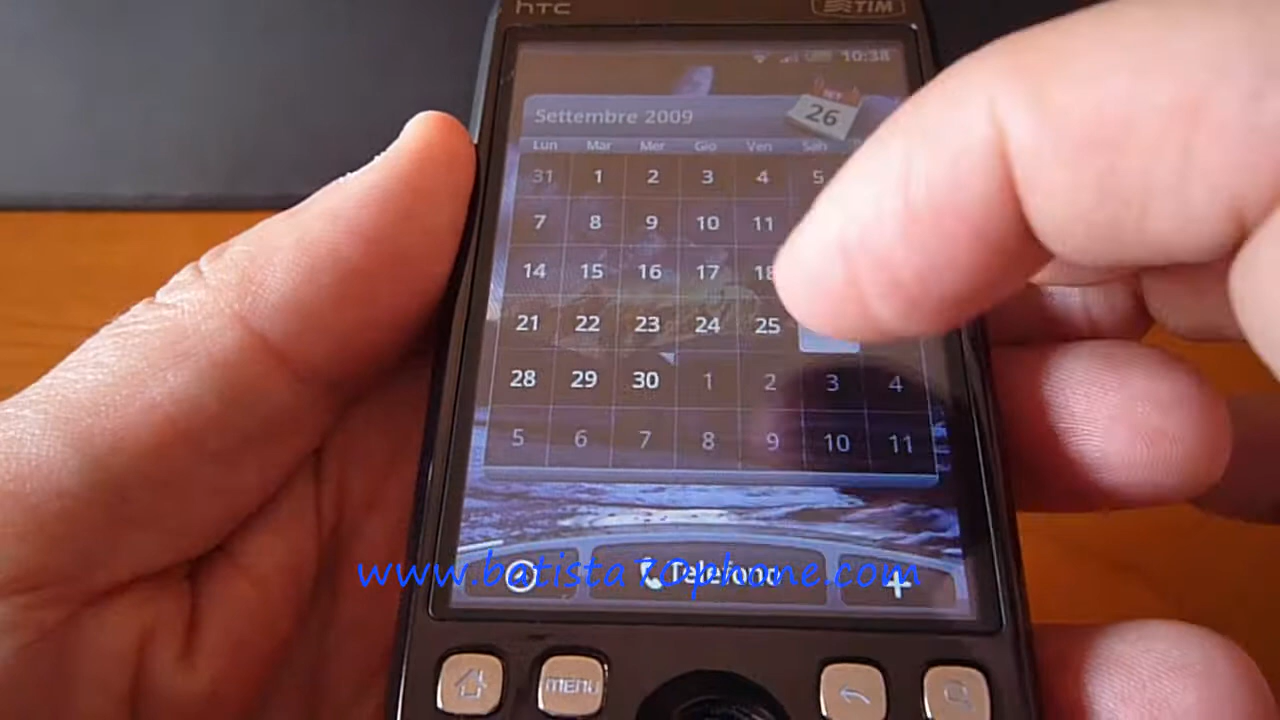 hTC
TIM
10:38
Settembre 2009
26
Lun Mar Mer Gio Ven Sab
31 1 2 3 4 5
7 8 9 10 11
14 15 16 17 18
21 22 23 24 25
28 29 30 1 2 3 4
5 6 7 8 9 10 11
Telefono
www.batista70phone.com
MENU